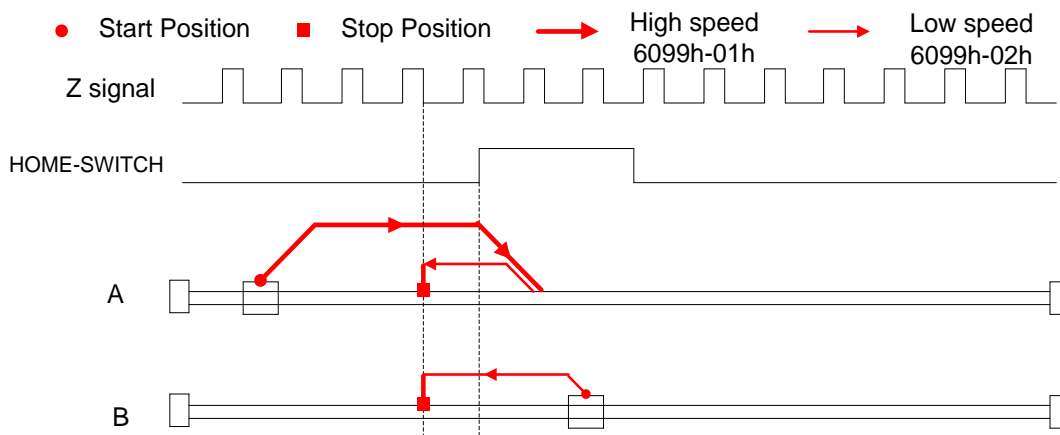 Start Position
Stop Position
High speed
6099h-01h
Low speed
6099h-02h
Z signal
HOME-SWITCH
A
B